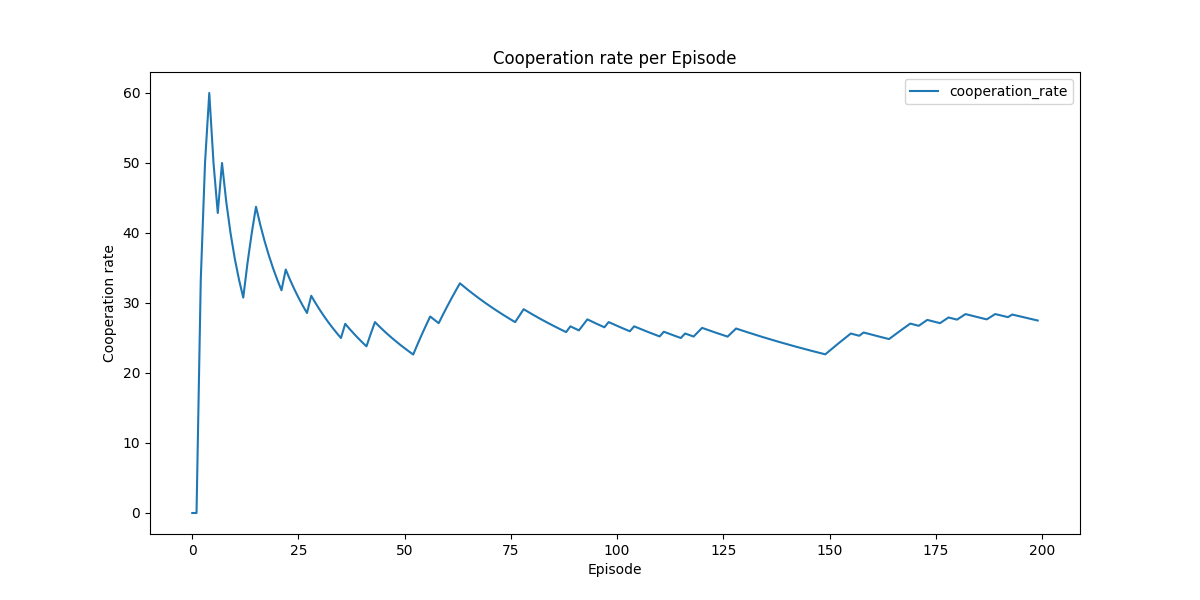 Cooperation rate per Episode
cooperation_rate
Cooperation rate
60
50
40
30
20
10
0
0 25 50 75 100 125 150 175 200
Episode